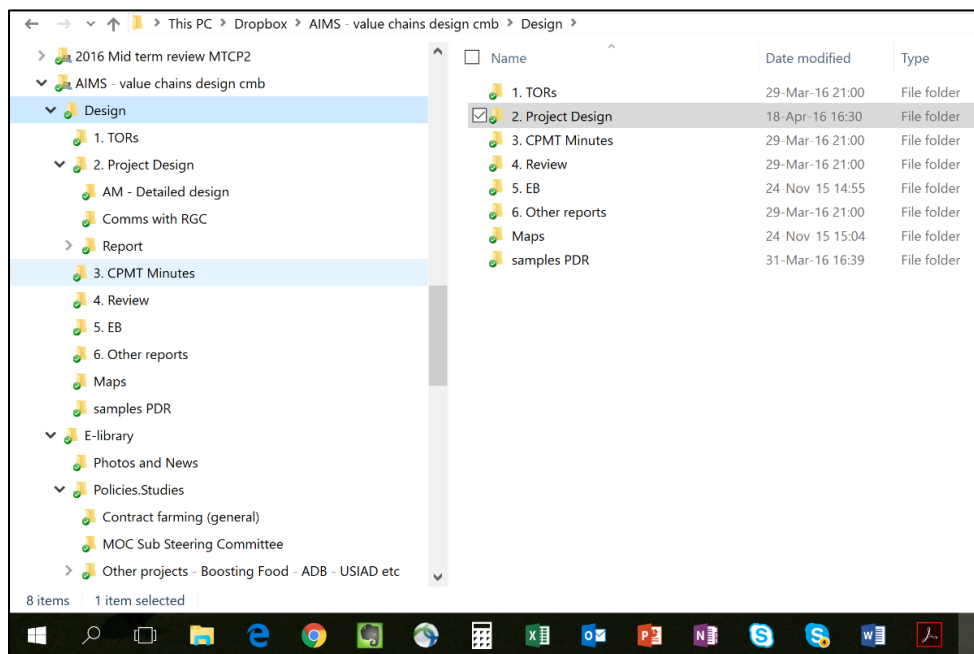 This PC > Dropbox > AIMS - value chains design cmb > Design >
2016 Mid term review MTCP2
AIMS - value chains design cmb
Design
1. TORs
2. Project Design
AM - Detailed design
Comms with RGC
Report
3. CPMT Minutes
4. Review
5. EB
6. Other reports
Maps
samples PDR
E-library
Photos and News
Policies.Studies
Contract farming (general)
MOC Sub Steering Committee
Other projects - Boosting Food - ADB - USIAD etc
Name Date modified Type
1. TORs 29-Mar-16 21:00 File folder
2. Project Design 18-Apr-16 16:30 File folder
3. CPMT Minutes 29-Mar-16 21:00 File folder
4. Review 29-Mar-16 21:00 File folder
5. EB 24-Nov-15 14:55 File folder
6. Other reports 29-Mar-16 21:00 File folder
Maps 24-Nov-15 15:04 File folder
samples PDR 31-Mar-16 16:39 File folder
8 items 1 item selected